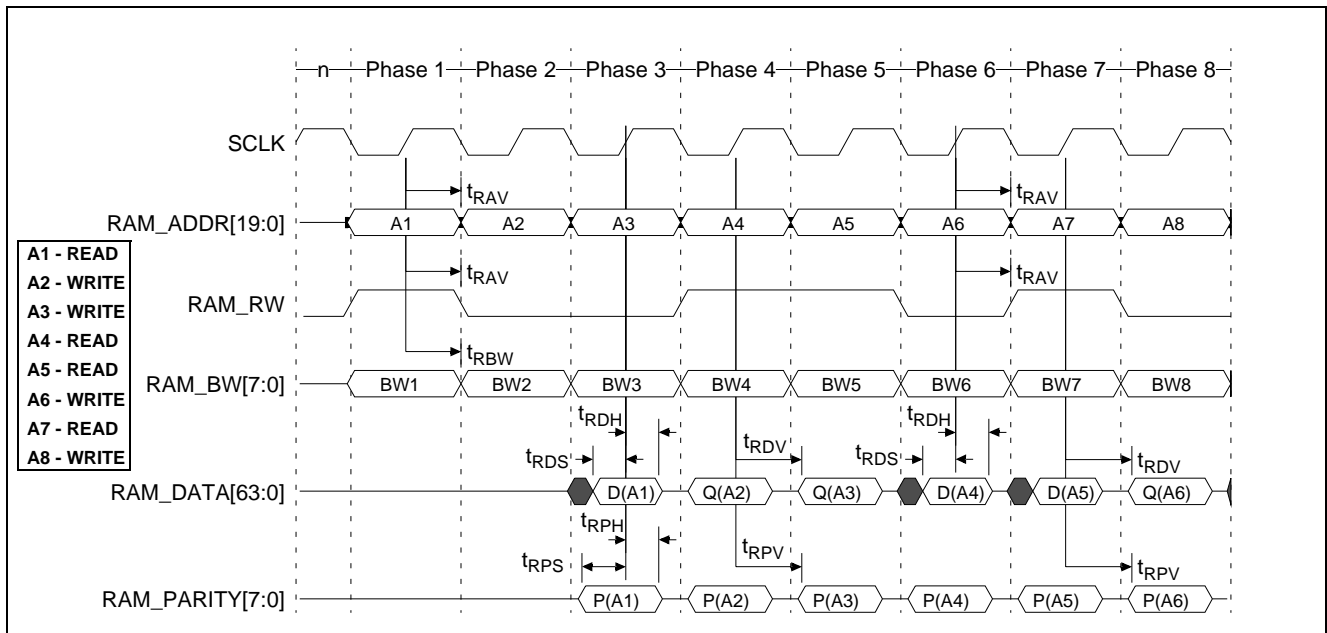 n Phase 1 Phase 2 Phase 3 Phase 4 Phase 5 Phase 6 Phase 7 Phase 8
SCLK
tRAV tRAV
RAM_ADDR[19:0] A1 A2 A3 A4 A5 A6 A7 A8
A1 - READ
A2 - WRITE
A3 - WRITE
A4 - READ
A5 - READ
A6 - WRITE
A7 - READ
A8 - WRITE
tRAV tRAV
RAM_RW
tRBW
RAM_BW[7:0] BW1 BW2 BW3 BW4 BW5 BW6 BW7 BW8
tRDH tRDH
tRDS tRDV tRDS tRDV
RAM_DATA[63:0] D(A1) Q(A2) Q(A3) D(A4) D(A5) Q(A6)
tRPH
tRPS tRPV tRPV
RAM_PARITY[7:0] P(A1) P(A2) P(A3) P(A4) P(A5) P(A6)